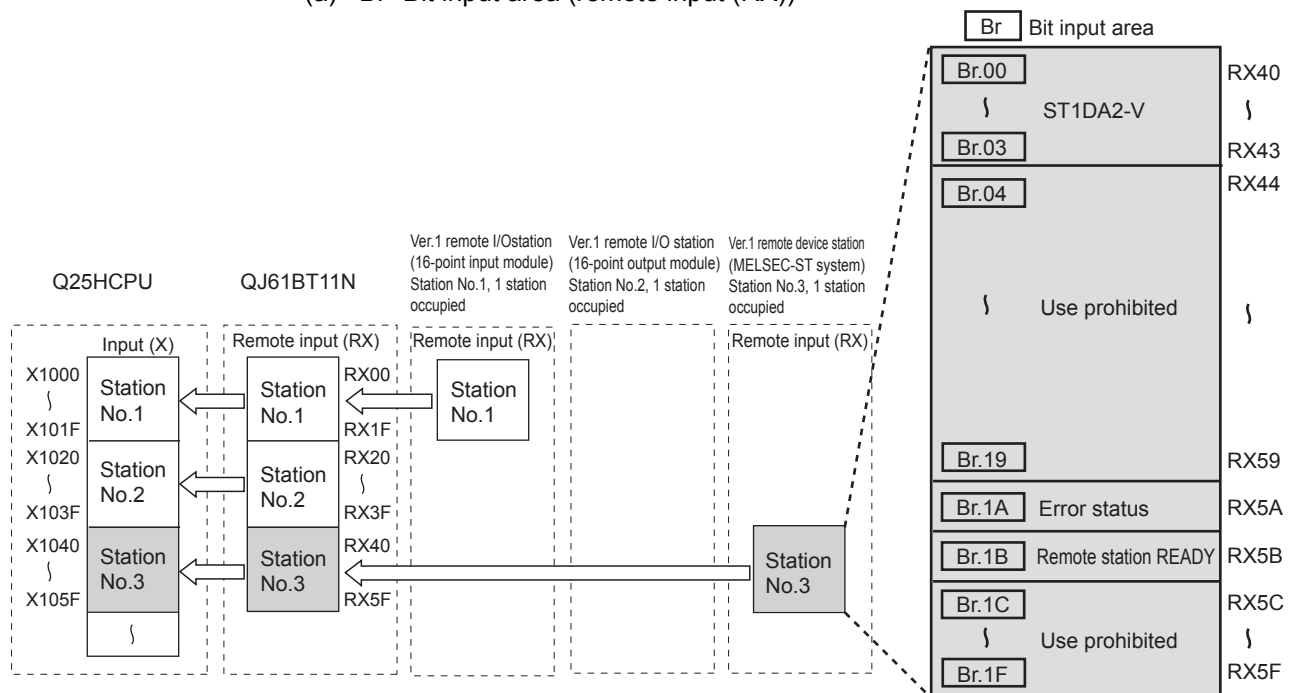 (a) Br Bit input area (remote input (RX))
Br Bit input area
Br.00 RX40
ST1DA2-V
Br.03 RX43
Br.04 RX44
Use prohibited
Br.19 RX59
Br.1A Error status RX5A
Br.1B Remote station READY RX5B
Br.1C RX5C
Use prohibited
Br.1F RX5F
Q25HCPU
Input (X)
X1000
Station
No.1
X101F
X1020
Station
No.2
X103F
X1040
Station
No.3
X105F
QJ61BT11N
Remote input (RX)
RX00
Station
No.1
RX1F
RX20
Station
No.2
RX3F
RX40
Station
No.3
RX5F
Ver.1 remote I/Ostation
(16-point input module)
Station No.1, 1 station
occupied
Remote input (RX)
Station
No.1
Ver.1 remote I/O station
(16-point output module)
Station No.2, 1 station
occupied
Ver.1 remote device station
(MELSEC-ST system)
Station No.3, 1 station
occupied
Remote input (RX)
Station
No.3